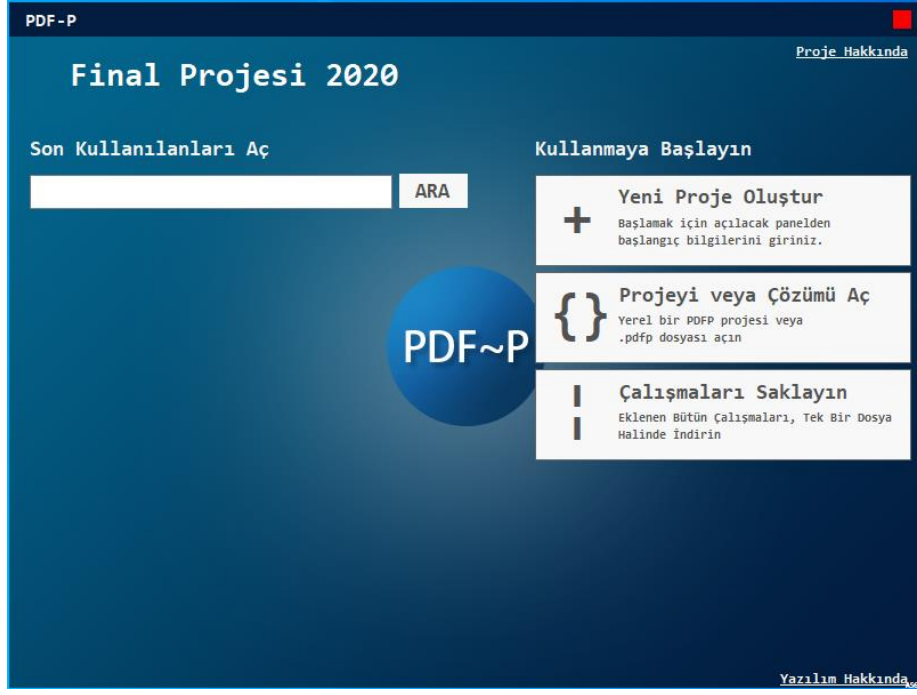 PDF-P
Proje Hakkında
Final Projesi 2020
Son Kullanılanları Aç
ARA
Kullanmaya Başlayın
+ Yeni Proje Oluştur
Başlamak için açılacak panelden
başlangıç bilgilerini giriniz.
{} Projeyi veya Çözümü Aç
Yerel bir PDFP projesi veya
.pdfp dosyası açın
PDF~P
¦ Çalışmaları Saklayın
Eklenen Bütün Çalışmaları, Tek Bir Dosya
Halinde İndirin
Yazılım Hakkında